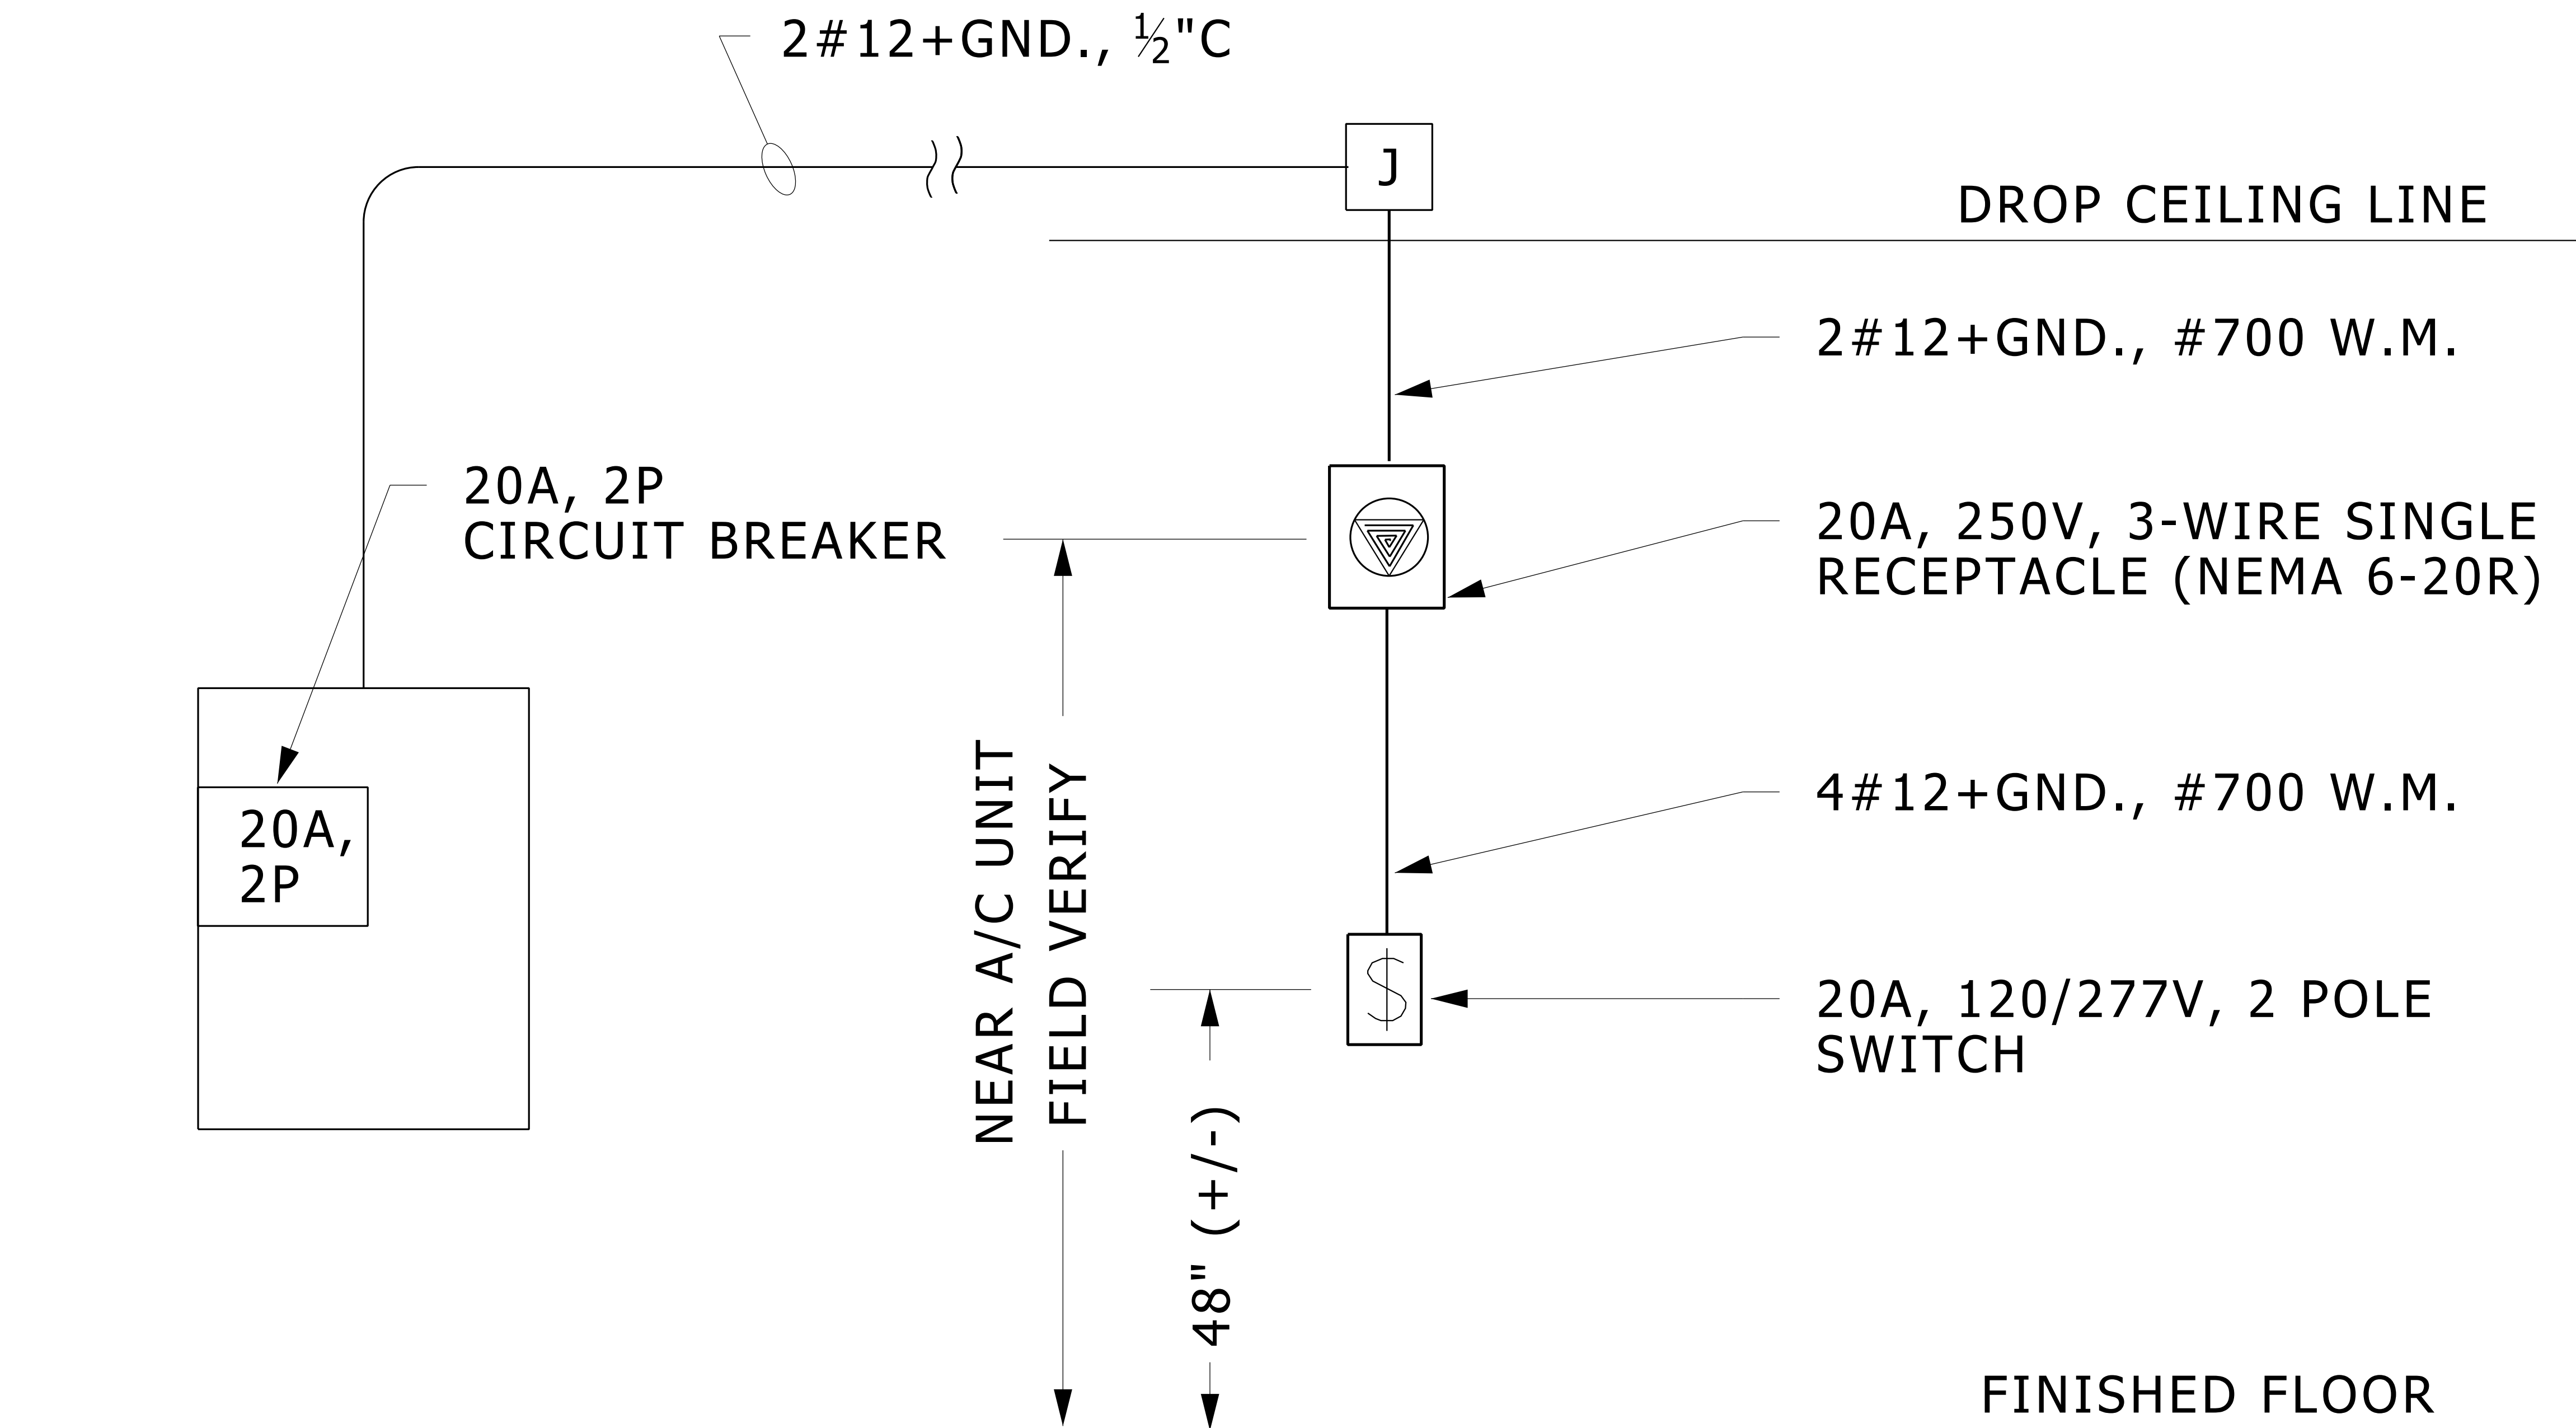 2#12+GND., ½"C
J
DROP CEILING LINE
2#12+GND., #700 W.M.
20A, 2P
CIRCUIT BREAKER
20A, 250V, 3-WIRE SINGLE
RECEPTACLE (NEMA 6-20R)
20A,
2P
NEAR A/C UNIT
FIELD VERIFY
4#12+GND., #700 W.M.
$
20A, 120/277V, 2 POLE
SWITCH
48" (+/-)
FINISHED FLOOR